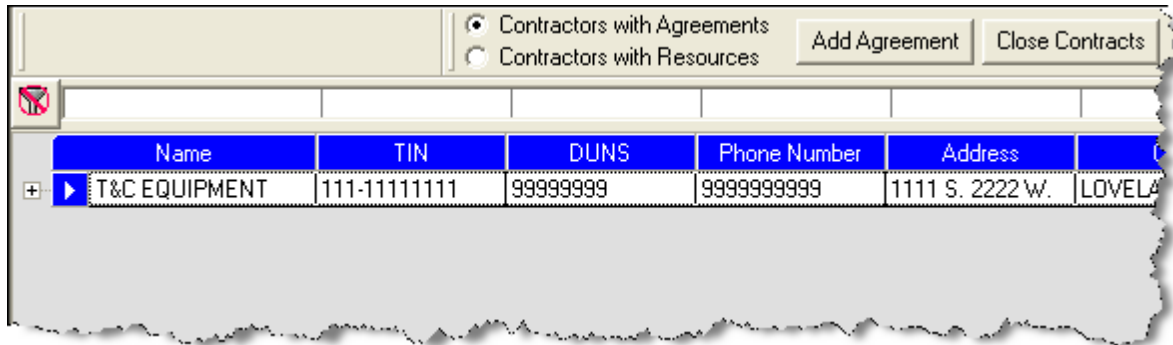 Contractors with Agreements
Contractors with Resources
Add Agreement Close Contracts
Name TIN DUNS Phone Number Address
T&C EQUIPMENT 111-11111111 99999999 9999999999 1111 S. 2222 W.